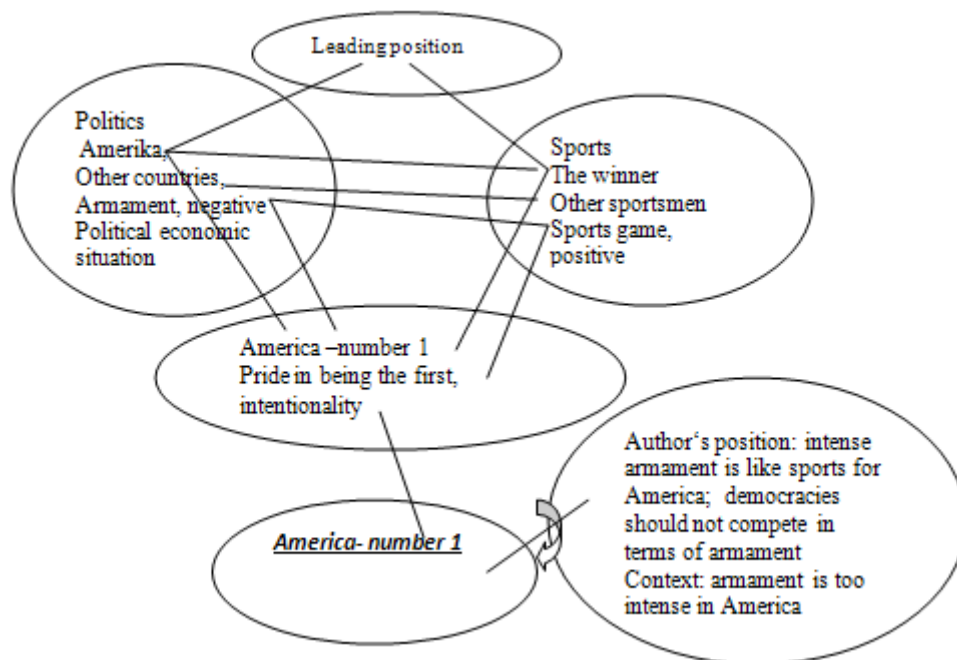 Leading position
Politics
Amerika,
Other countries,
Armament, negative
Political economic
situation
Sports
The winner
Other sportsmen
Sports game,
positive
America –number 1
Pride in being the first,
intentionality
Author‘s position: intense
armament is like sports for
America; democracies
should not compete in
terms of armament
Context: armament is too
intense in America
America- number 1